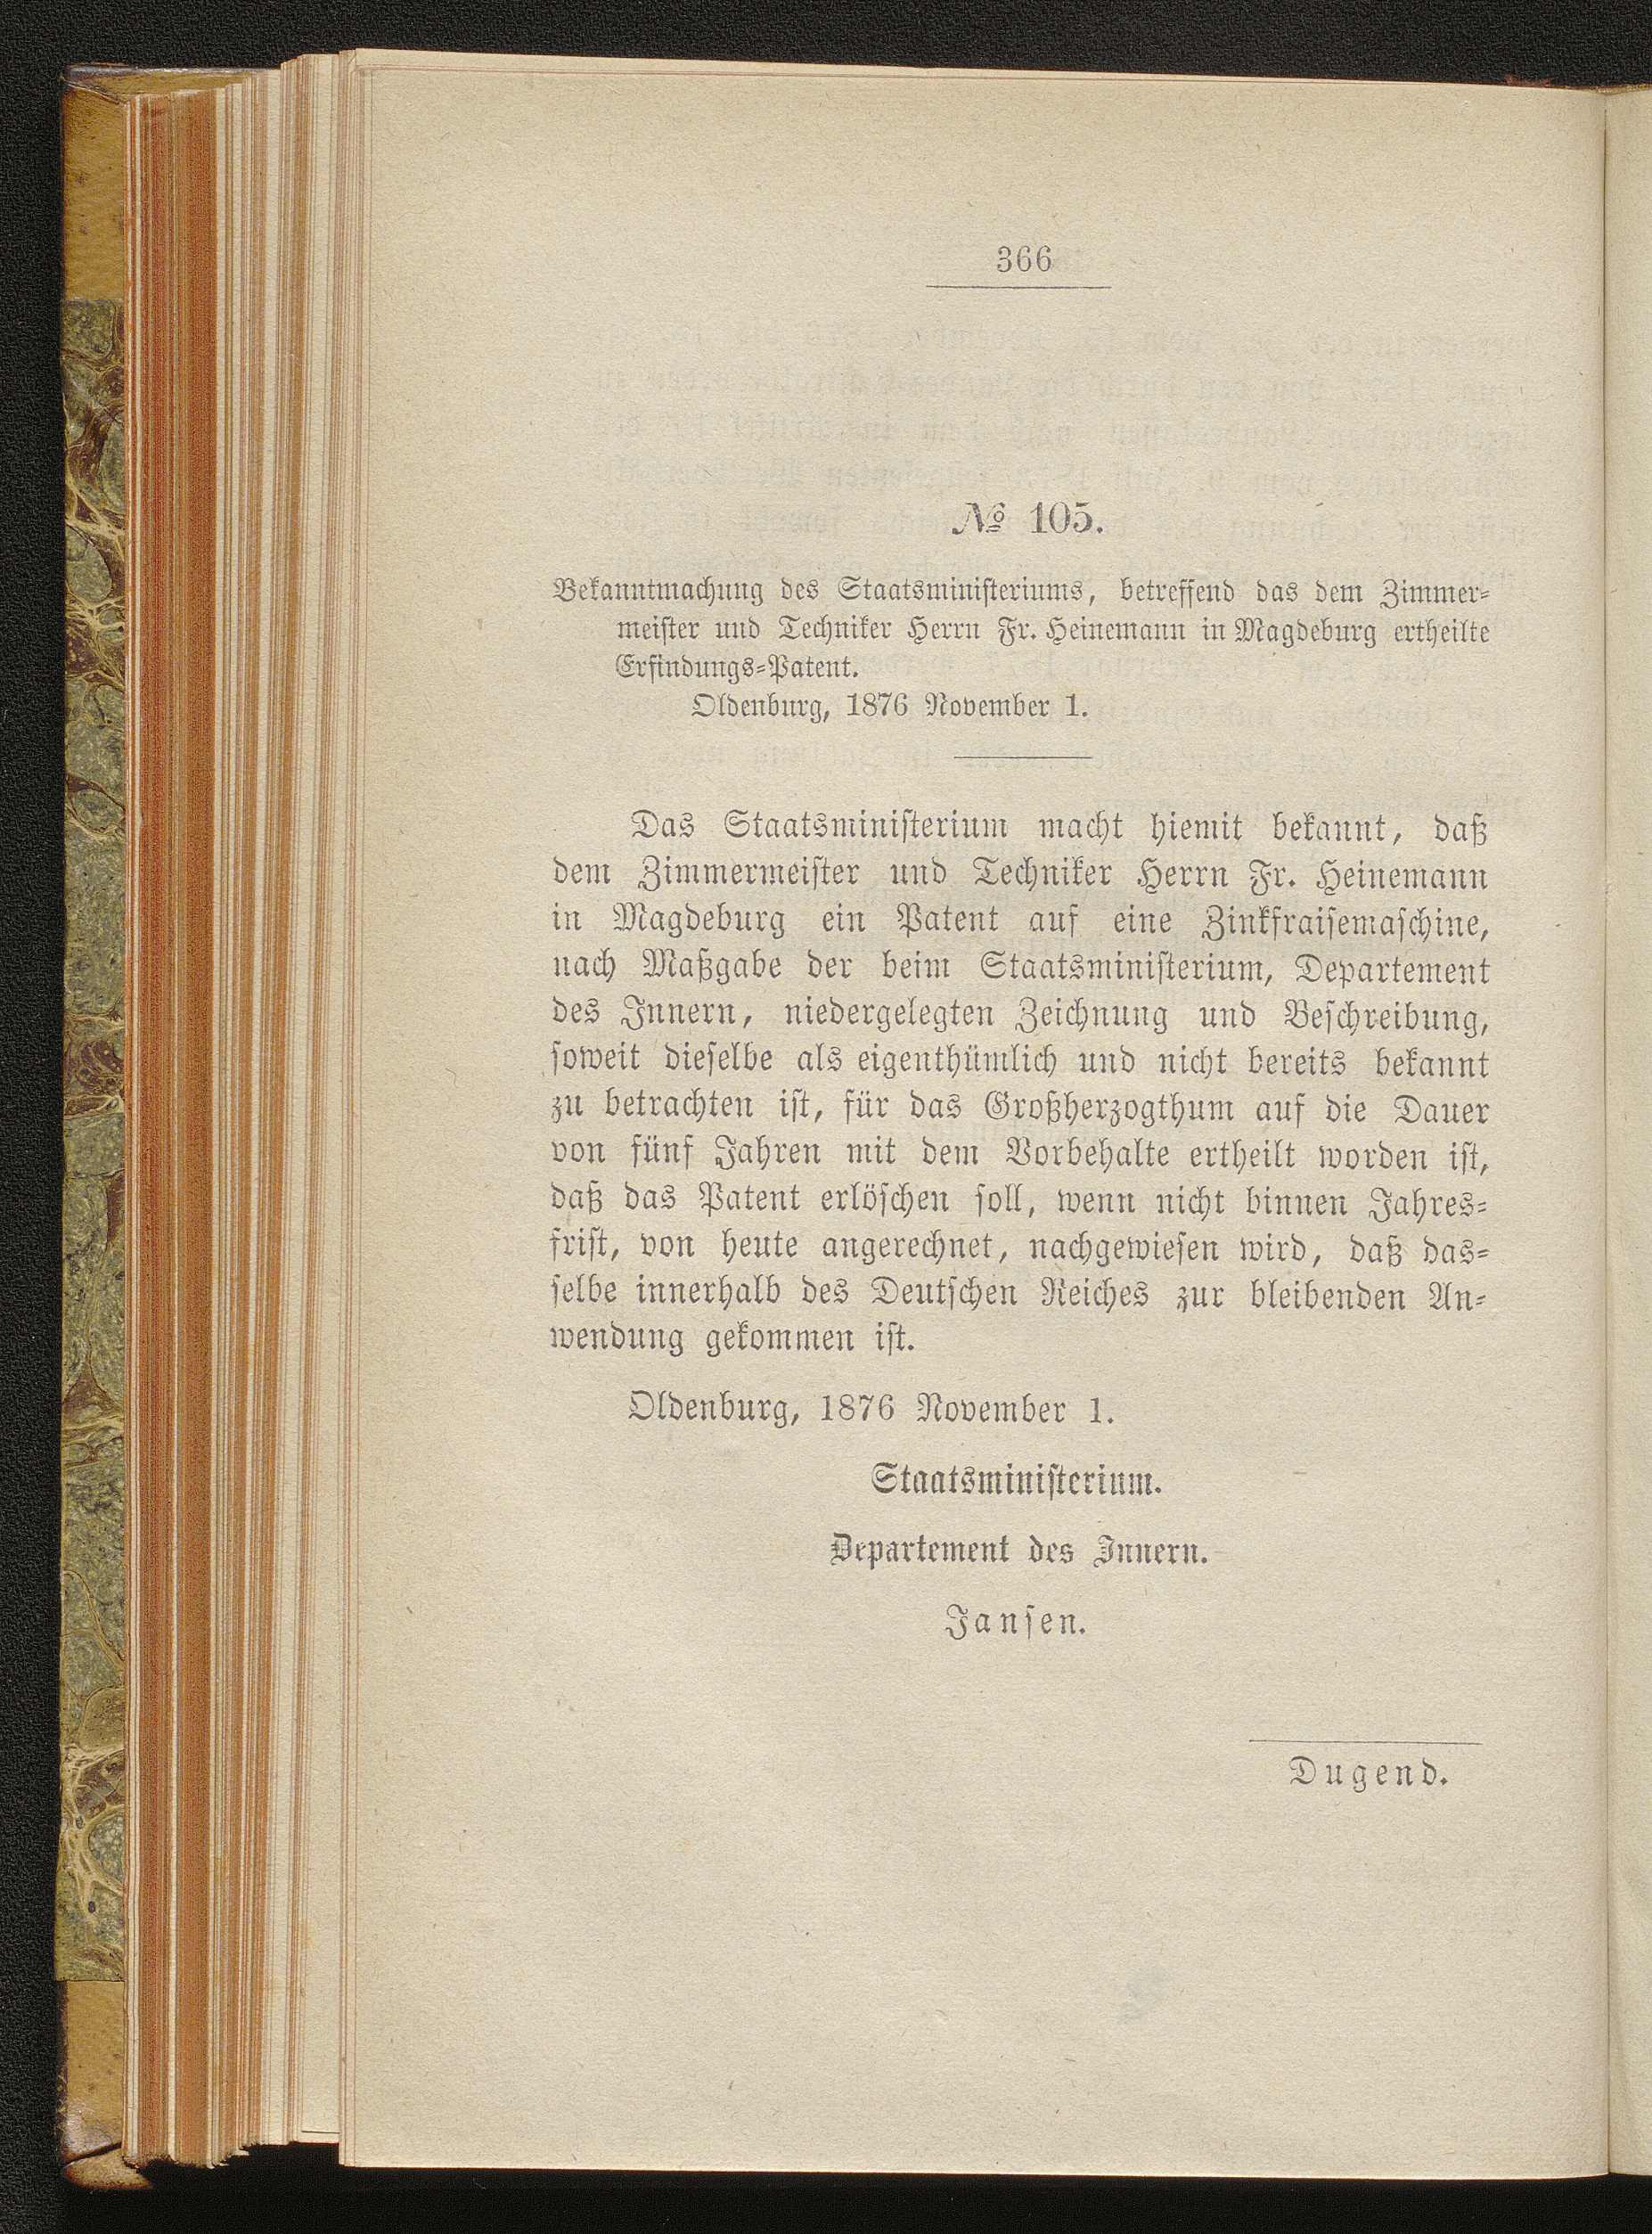 366
№ 105.
Bekanntmachung des Staatsministeriums, betreffend das dem Zimmer-
meister und Techniker Herrn Fr. Heinemann in Magdeburg ertheilte
Erfindungs-Patent.
Oldenburg, 1876 November 1.
Das Staatsministerium macht hiemit bekannt, daß
dem Zimmermeister und Techniker Herrn Fr. Heinemann
in Magdeburg ein Patent auf eine Zinkfraisemaschine,
nach Maßgabe der beim Staatsministerium, Departement
des Innern, niedergelegten Zeichnung und Beschreibung,
soweit dieselbe als eigenthümlich und nicht bereits bekannt
zu betrachten ist, für das Großherzogthum auf die Dauer
von fünf Jahren mit dem Vorbehalte ertheilt worden ist,
daß das Patent erlöschen soll, wenn nicht binnen Jahres-
frist, von heute angerechnet, nachgewiesen wird, daß das-
selbe innerhalb des Deutschen Reiches zur bleibenden An-
wendung gekommen ist.
Oldenburg, 1876 November 1.
Staatsministerium.
Departement des Innern.
Jansen.
Dugend.